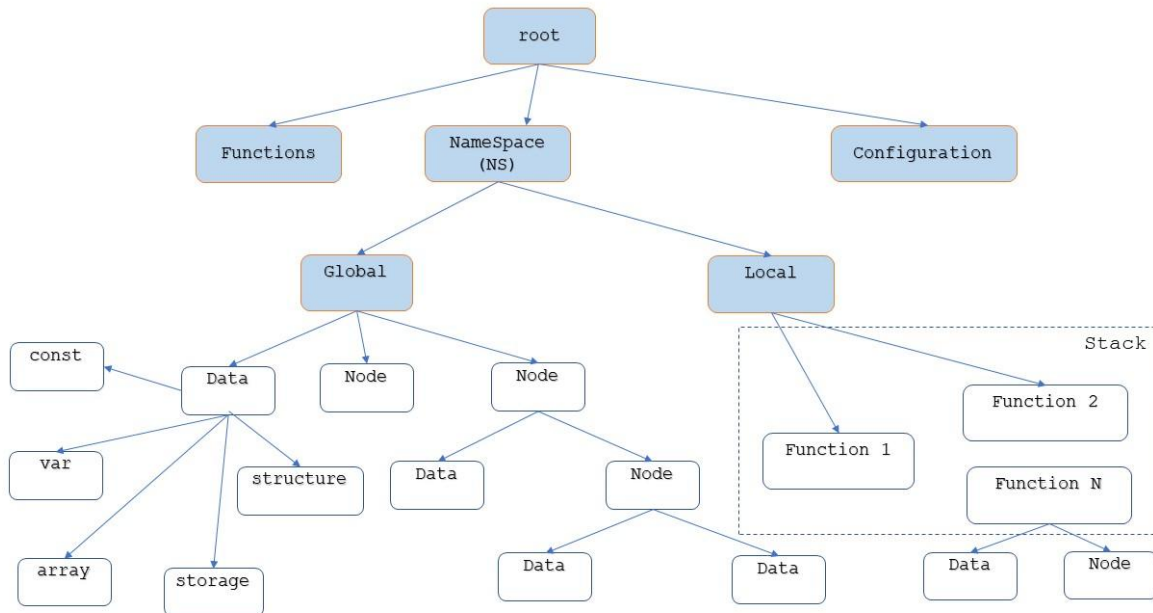 root
Functions
NameSpace
(NS)
Configuration
Global
Local
Stack
const
Data
Node
Node
Function 2
var
structure
Data
Node
Function 1
Function N
array
storage
Data
Data
Data
Node